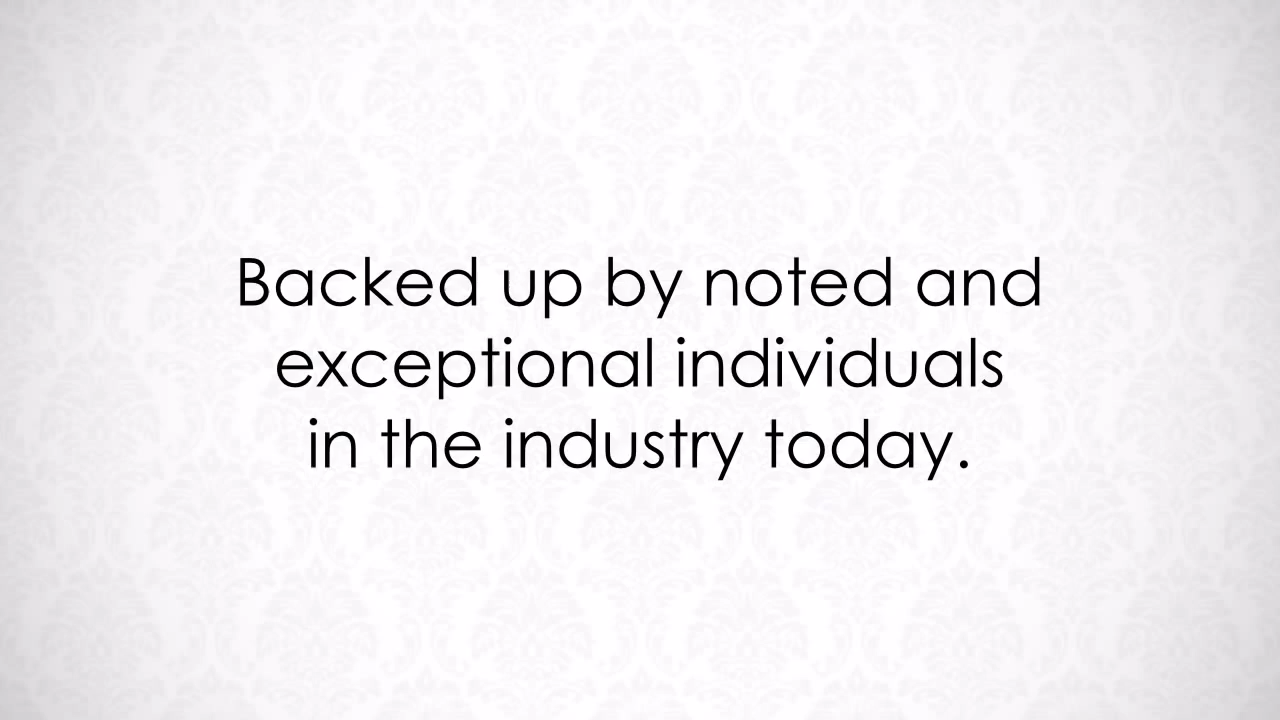 Backed up by noted and
exceptional individuals
in the industry today.